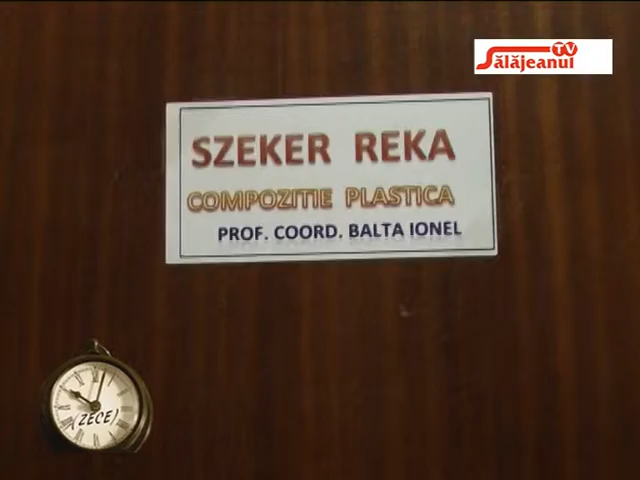 Sălăjeanul TV
SZEKER REKA
COMPOZITIE PLASTICA
PROF. COORD. BALTA IONEL
(ZECE)